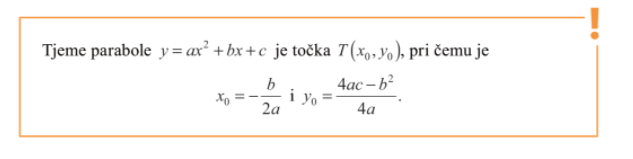 Tjeme parabole y = ax² + bx + c je točka T(x₀, y₀), pri čemu je
x₀ = −b/2a i y₀ = (4ac − b²)/4a.
!